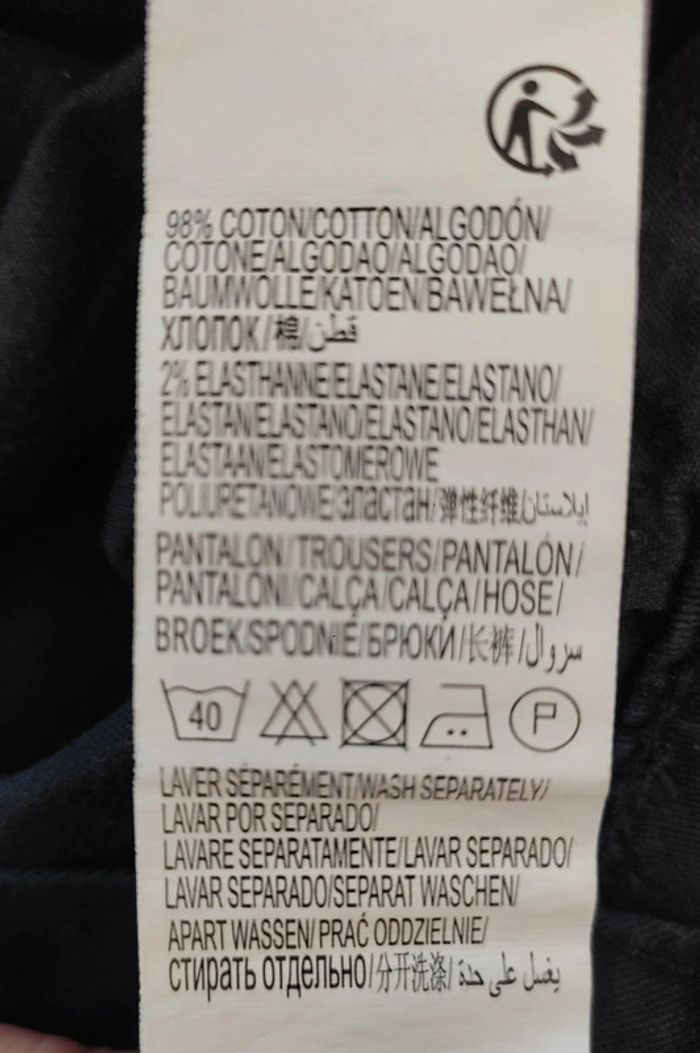 98% COTON/COTTON/ALGODÓN/
COTONE/ALGODAO/ALGODAO/
BAUMWOLLE/KATOEN/BAWEŁNA/
ХЛОПОК/棉/قطن
2% ELASTHANNE/ELASTANE/ELASTANO/
ELASTAN/ELASTANO/ELASTANO/ELASTHAN/
ELASTAAN/ELASTOMEROWE
POLIURETANOWE/эластан/弹性纤维/إيلاستان
PANTALON/TROUSERS/PANTALÓN/
PANTALONI/CALÇA/CALÇA/HOSE/
BROEK/SPODNIE/БРЮКИ/长裤/سروال
40
P
LAVER SÉPARÉMENT/WASH SEPARATELY/
LAVAR POR SEPARADO/
LAVARE SEPARATAMENTE/LAVAR SEPARADO/
LAVAR SEPARADO/SEPARAT WASCHEN/
APART WASSEN/PRAĆ ODDZIELNIE/
стирать отдельно/分开洗涤/يغسل على حدة